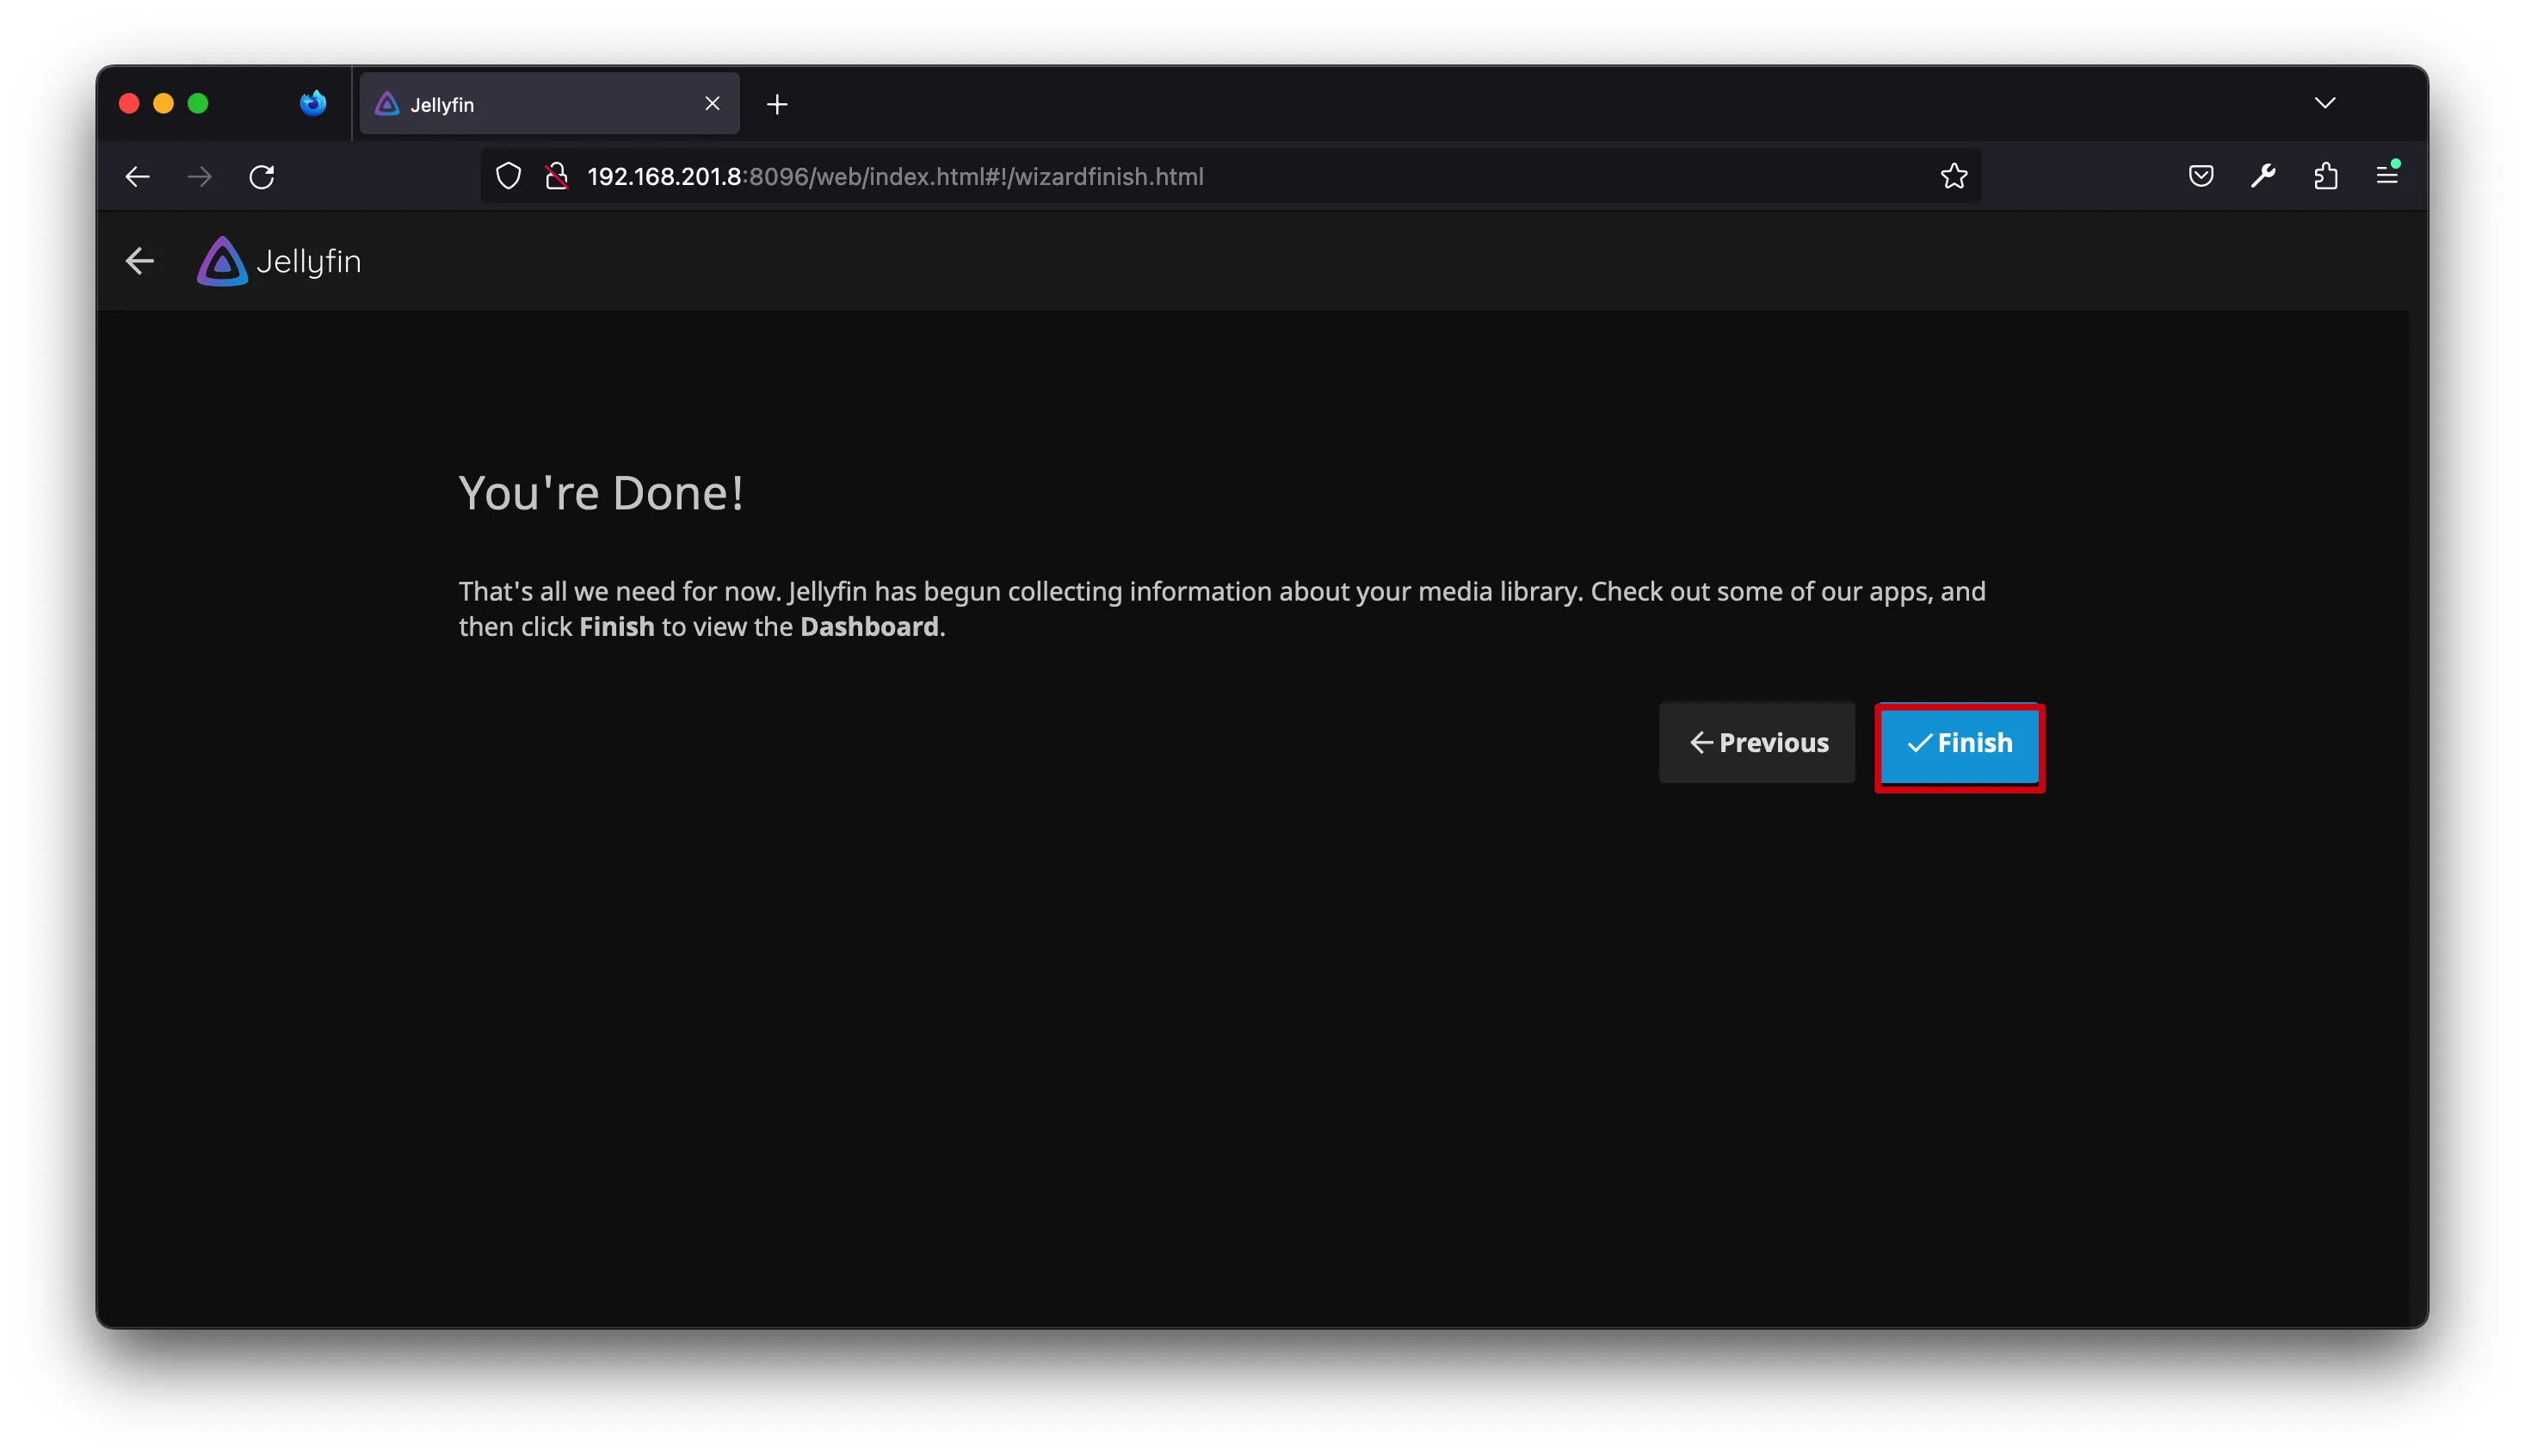 Jellyfin
192.168.201.8:8096/web/index.html#!/wizardfinish.html
Jellyfin
You're Done!
That's all we need for now. Jellyfin has begun collecting information about your media library. Check out some of our apps, and
then click Finish to view the Dashboard.
Previous
Finish